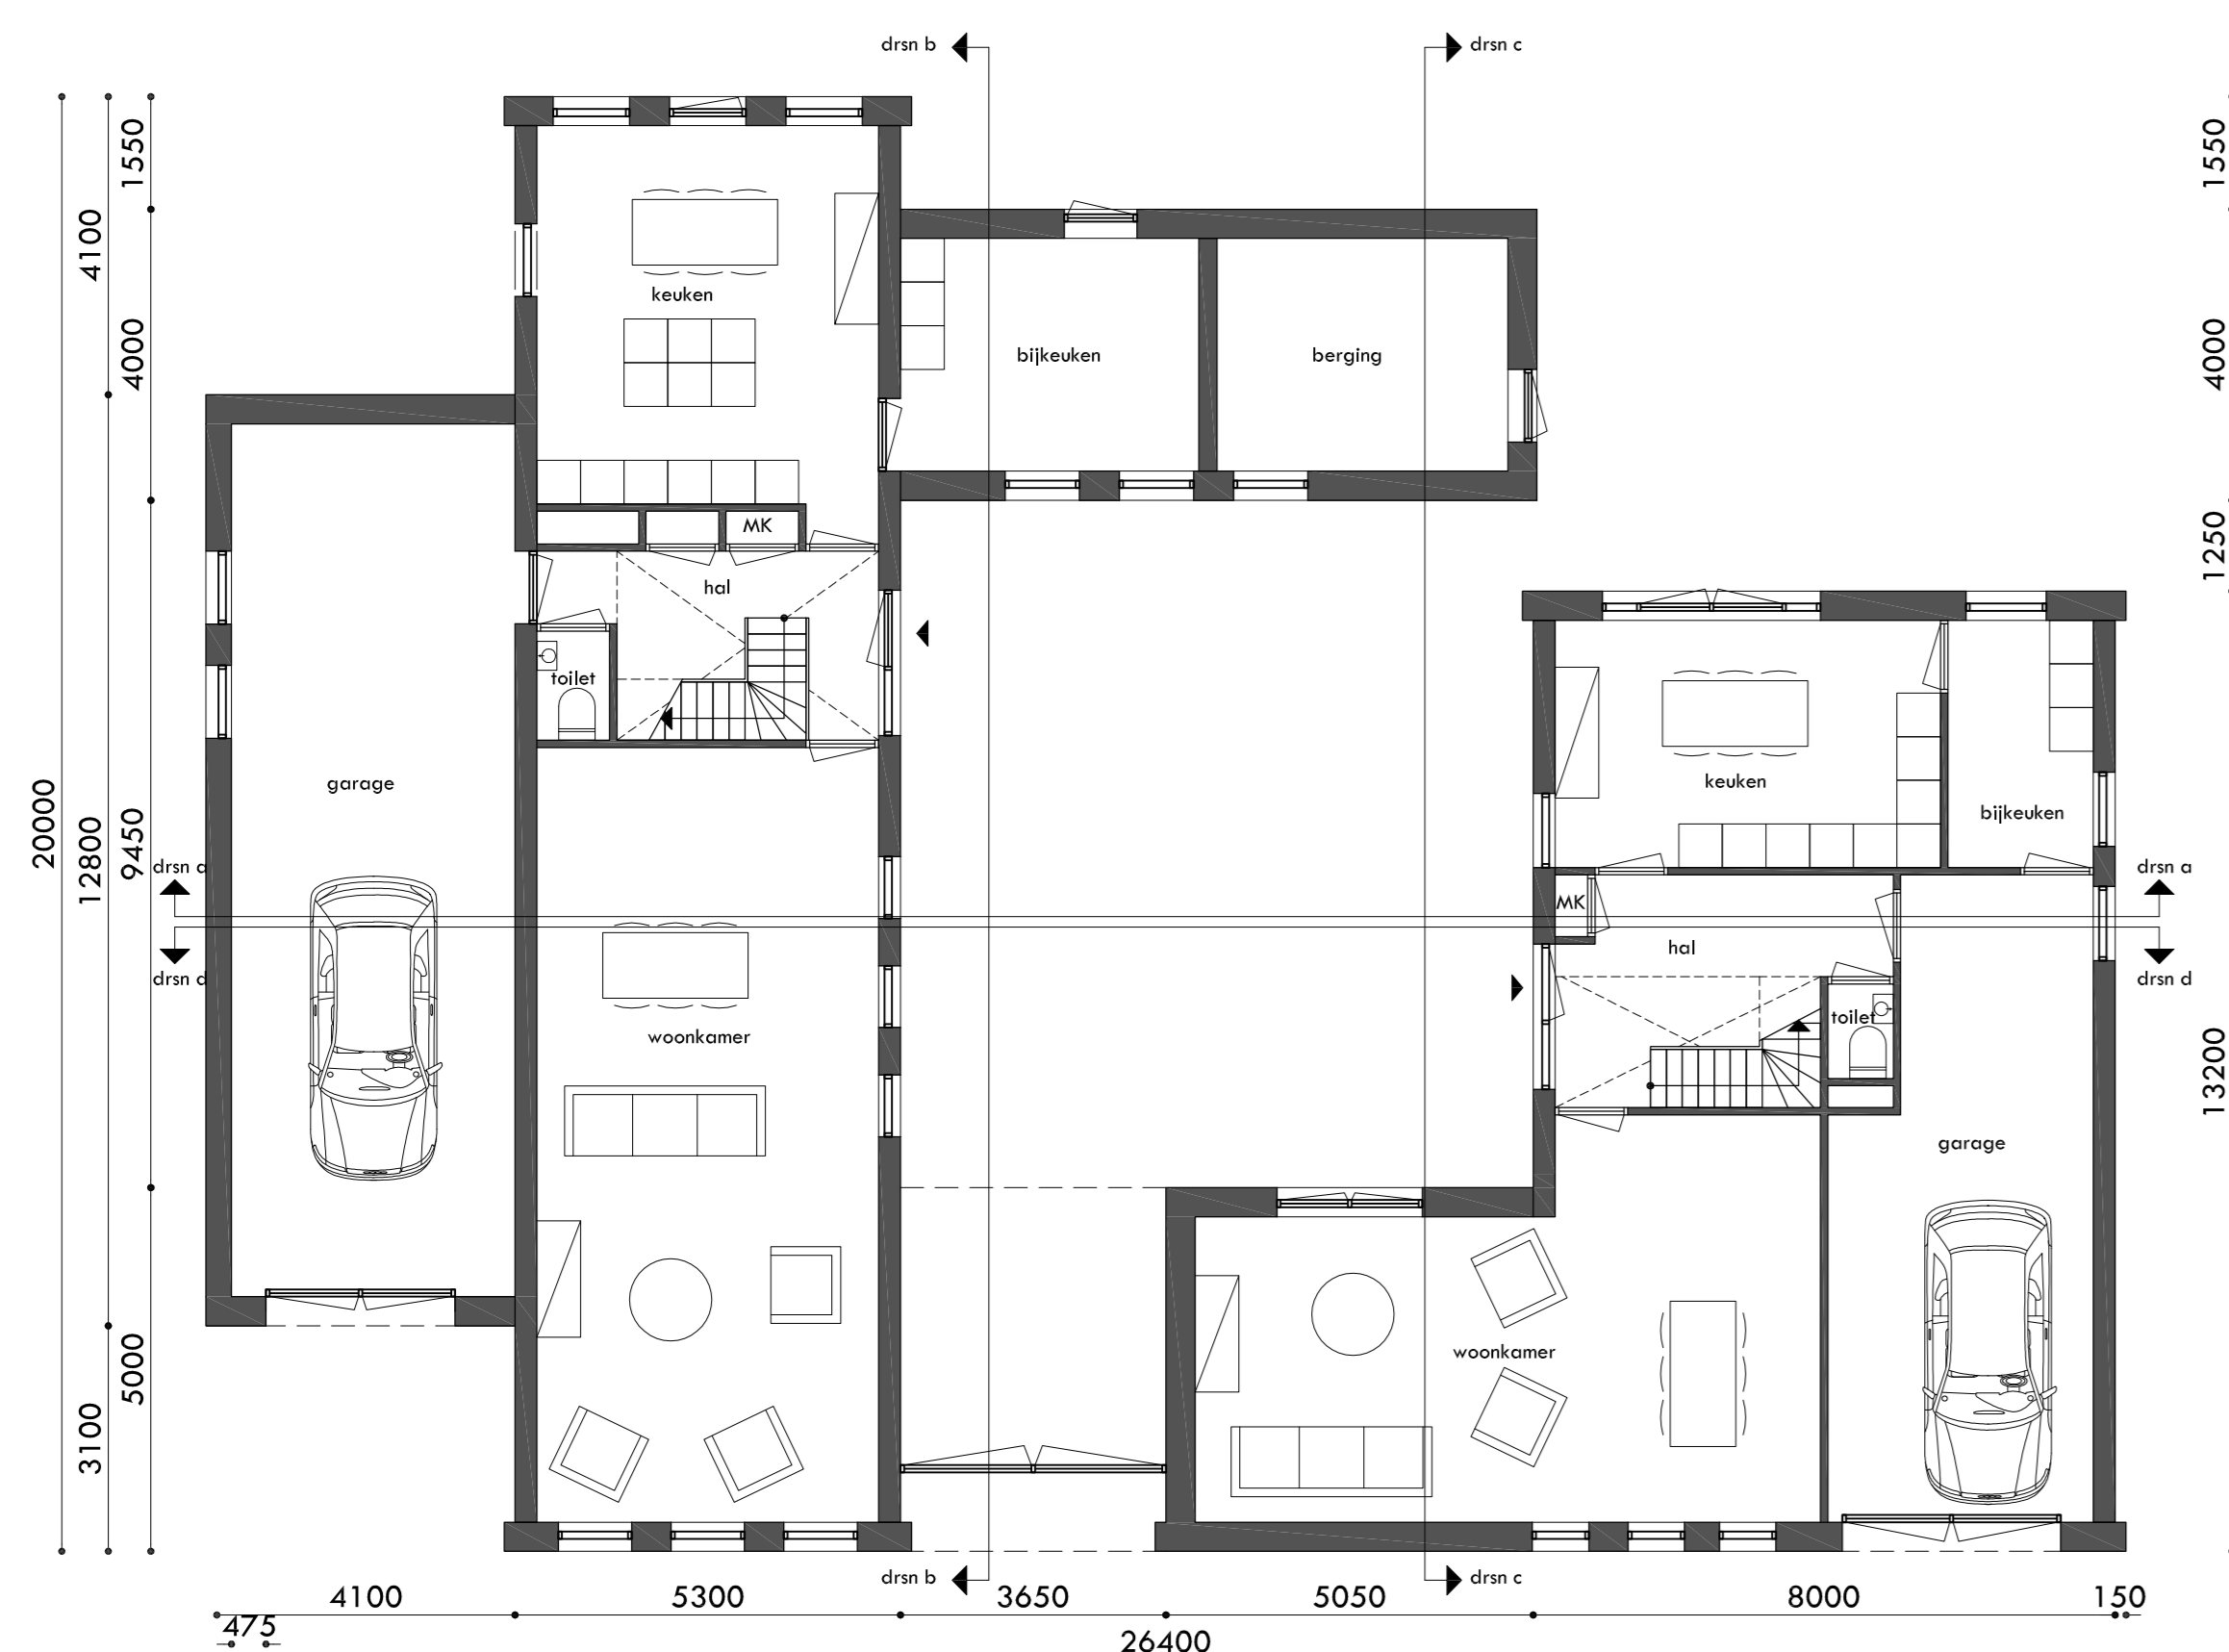 drsn b
drsn c
1550
4100
4000
20000
12800
9450
3100
5000
1550
4000
1250
13200
keuken
bijkeuken
berging
MK
hal
toilet
garage
keuken
bijkeuken
drsn a
drsn a
MK
hal
drsn d
drsn d
toilet
woonkamer
garage
woonkamer
drsn b
drsn c
4100
5300
3650
5050
8000
150
475
26400